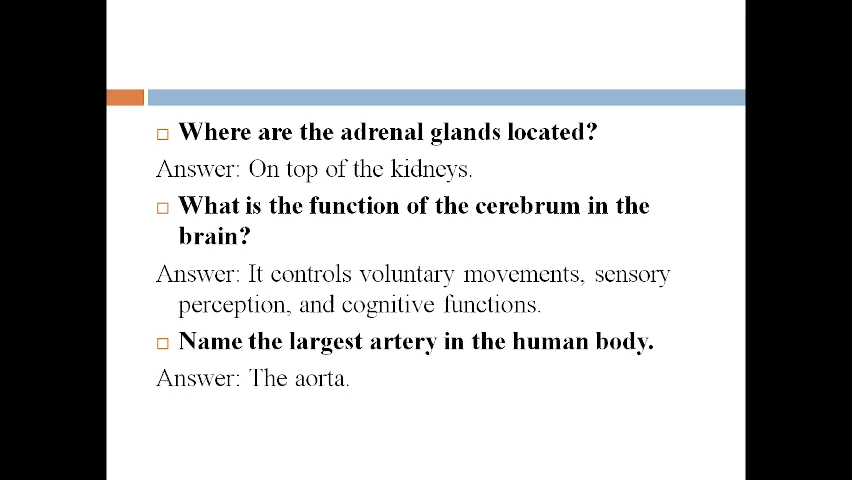 Where are the adrenal glands located?
Answer: On top of the kidneys.
What is the function of the cerebrum in the
brain?
Answer: It controls voluntary movements, sensory
perception, and cognitive functions.
Name the largest artery in the human body.
Answer: The aorta.